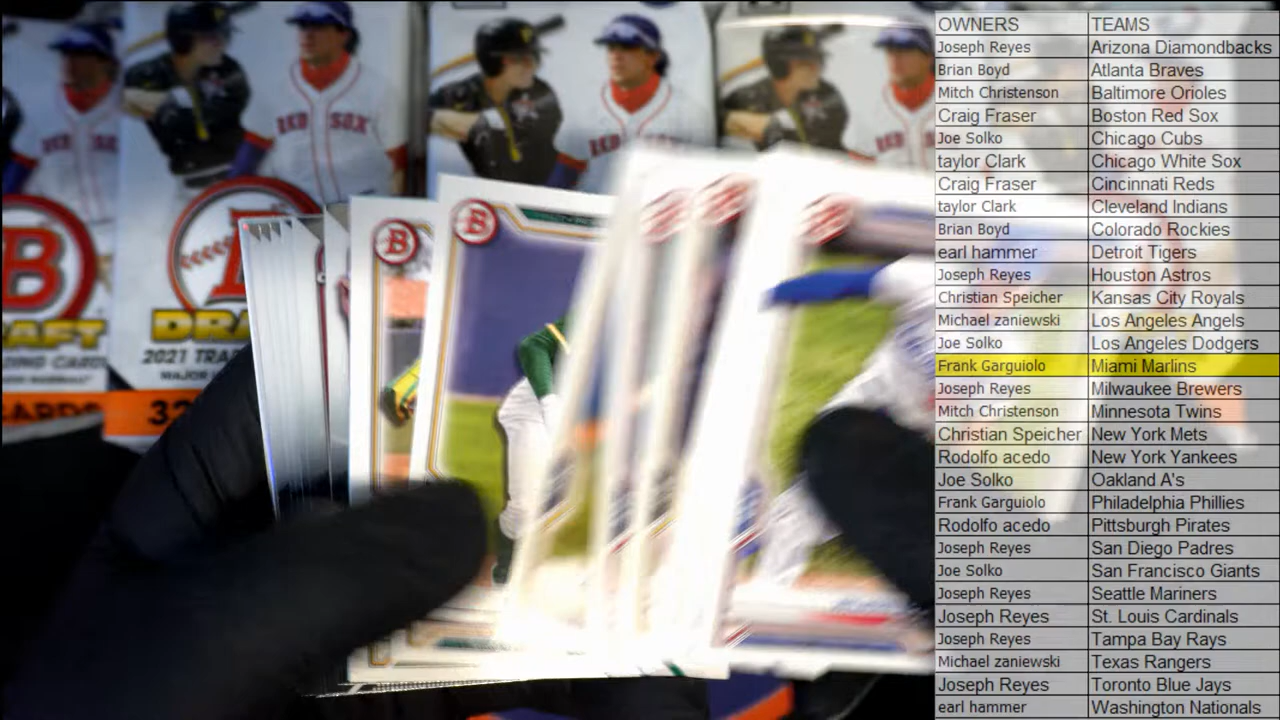 OWNERS TEAMS
Joseph Reyes Arizona Diamondbacks
Brian Boyd Atlanta Braves
Mitch Christenson Baltimore Orioles
Craig Fraser Boston Red Sox
Joe Solko Chicago Cubs
taylor Clark Chicago White Sox
Craig Fraser Cincinnati Reds
taylor Clark Cleveland Indians
Brian Boyd Colorado Rockies
earl hammer Detroit Tigers
Joseph Reyes Houston Astros
Christian Speicher Kansas City Royals
Michael zaniewski Los Angeles Angels
Joe Solko Los Angeles Dodgers
Frank Garguiolo Miami Marlins
Joseph Reyes Milwaukee Brewers
Mitch Christenson Minnesota Twins
Christian Speicher New York Mets
Rodolfo acedo New York Yankees
Joe Solko Oakland A's
Frank Garguiolo Philadelphia Phillies
Rodolfo acedo Pittsburgh Pirates
Joseph Reyes San Diego Padres
Joe Solko San Francisco Giants
Joseph Reyes Seattle Mariners
Joseph Reyes St. Louis Cardinals
Joseph Reyes Tampa Bay Rays
Michael zaniewski Texas Rangers
Joseph Reyes Toronto Blue Jays
earl hammer Washington Nationals
RED SOX
B
B
B
DRA
2021 TRA
MAJOR
32